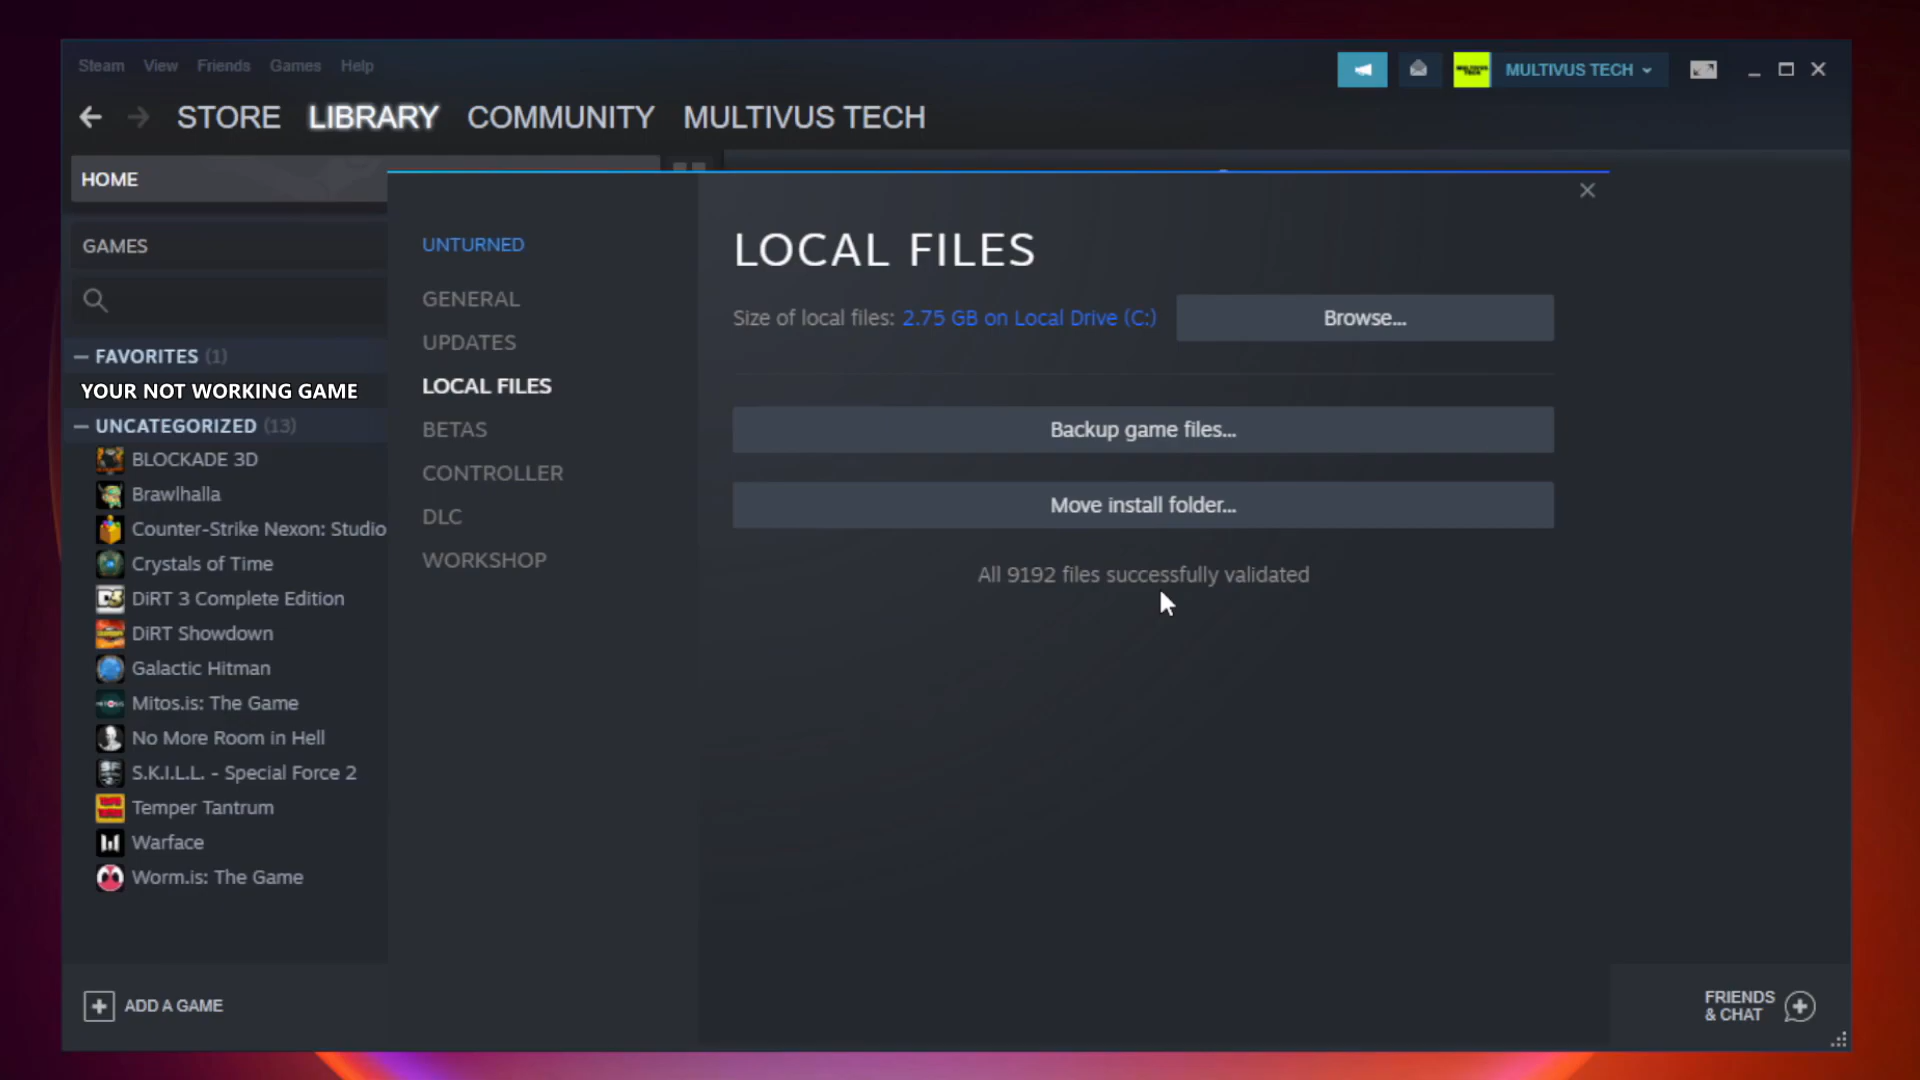 Steam View Friends Games Help
MULTIVUS TECH
STORE LIBRARY COMMUNITY MULTIVUS TECH
HOME
GAMES
FAVORITES (1)
YOUR NOT WORKING GAME
UNCATEGORIZED (13)
BLOCKADE 3D
Brawlhalla
Counter-Strike Nexon: Studio
Crystals of Time
DiRT 3 Complete Edition
DiRT Showdown
Galactic Hitman
Mitos.is: The Game
No More Room in Hell
S.K.I.L.L. - Special Force 2
Temper Tantrum
Warface
Worm.is: The Game
ADD A GAME
UNTURNED
GENERAL
UPDATES
LOCAL FILES
BETAS
CONTROLLER
DLC
WORKSHOP
LOCAL FILES
Size of local files: 2.75 GB on Local Drive (C:) Browse...
Backup game files...
Move install folder...
All 9192 files successfully validated
FRIENDS
& CHAT